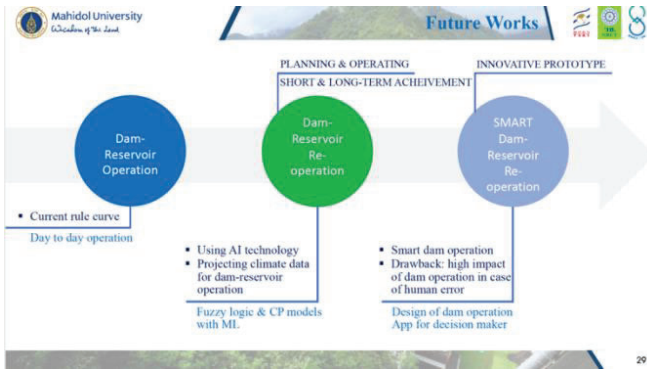 Mahidol University
Wisdom of the Land
Future Works
PLANNING & OPERATING
SHORT & LONG-TERM ACHEIVEMENT
INNOVATIVE PROTOTYPE
Dam-
Reservoir
Operation
Dam-
Reservoir
Re-
operation
SMART
Dam-
Reservoir
Re-
operation
▪ Current rule curve
Day to day operation
▪ Using AI technology
▪ Projecting climate data
for dam-reservoir
operation
Fuzzy logic & CP models
with ML
▪ Smart dam operation
▪ Drawback: high impact
of dam operation in case
of human error
Design of dam operation
App for decision maker
29